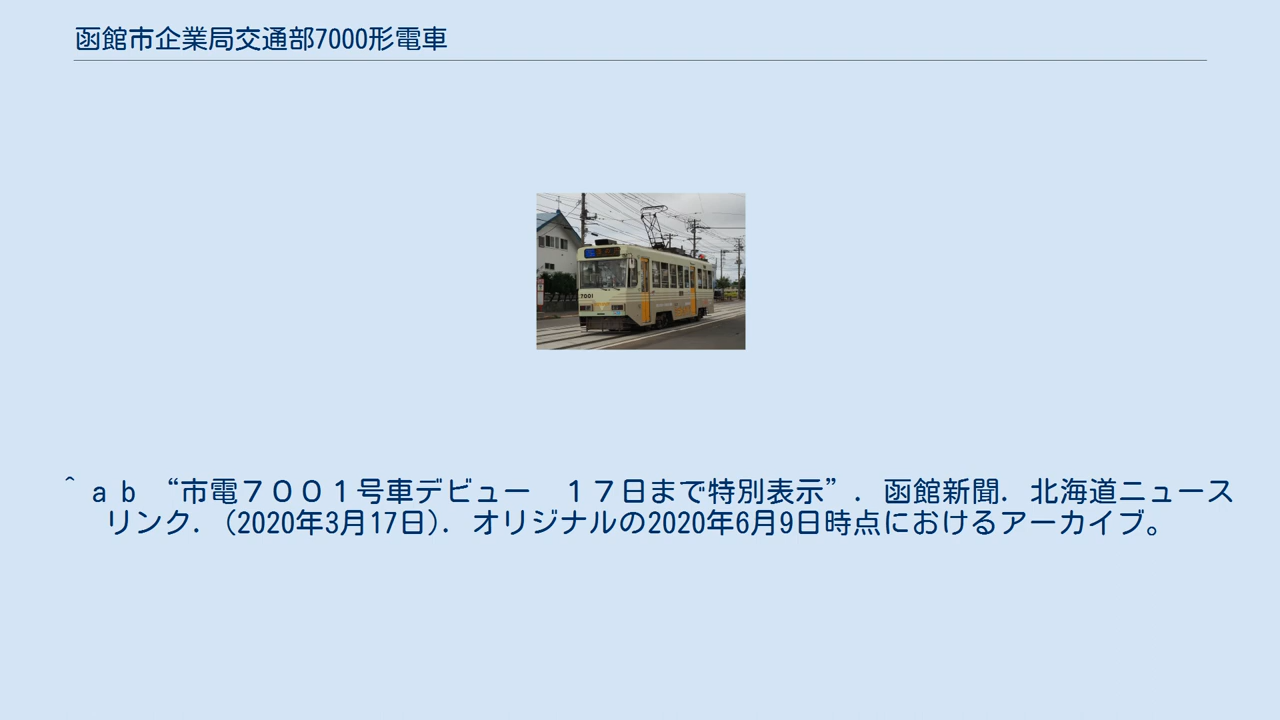 函館市企業局交通部7000形電車
7001
^ a b “市電７００１号車デビュー　１７日まで特別表示”. 函館新聞. 北海道ニュース
リンク. (2020年3月17日). オリジナルの2020年6月9日時点におけるアーカイブ。